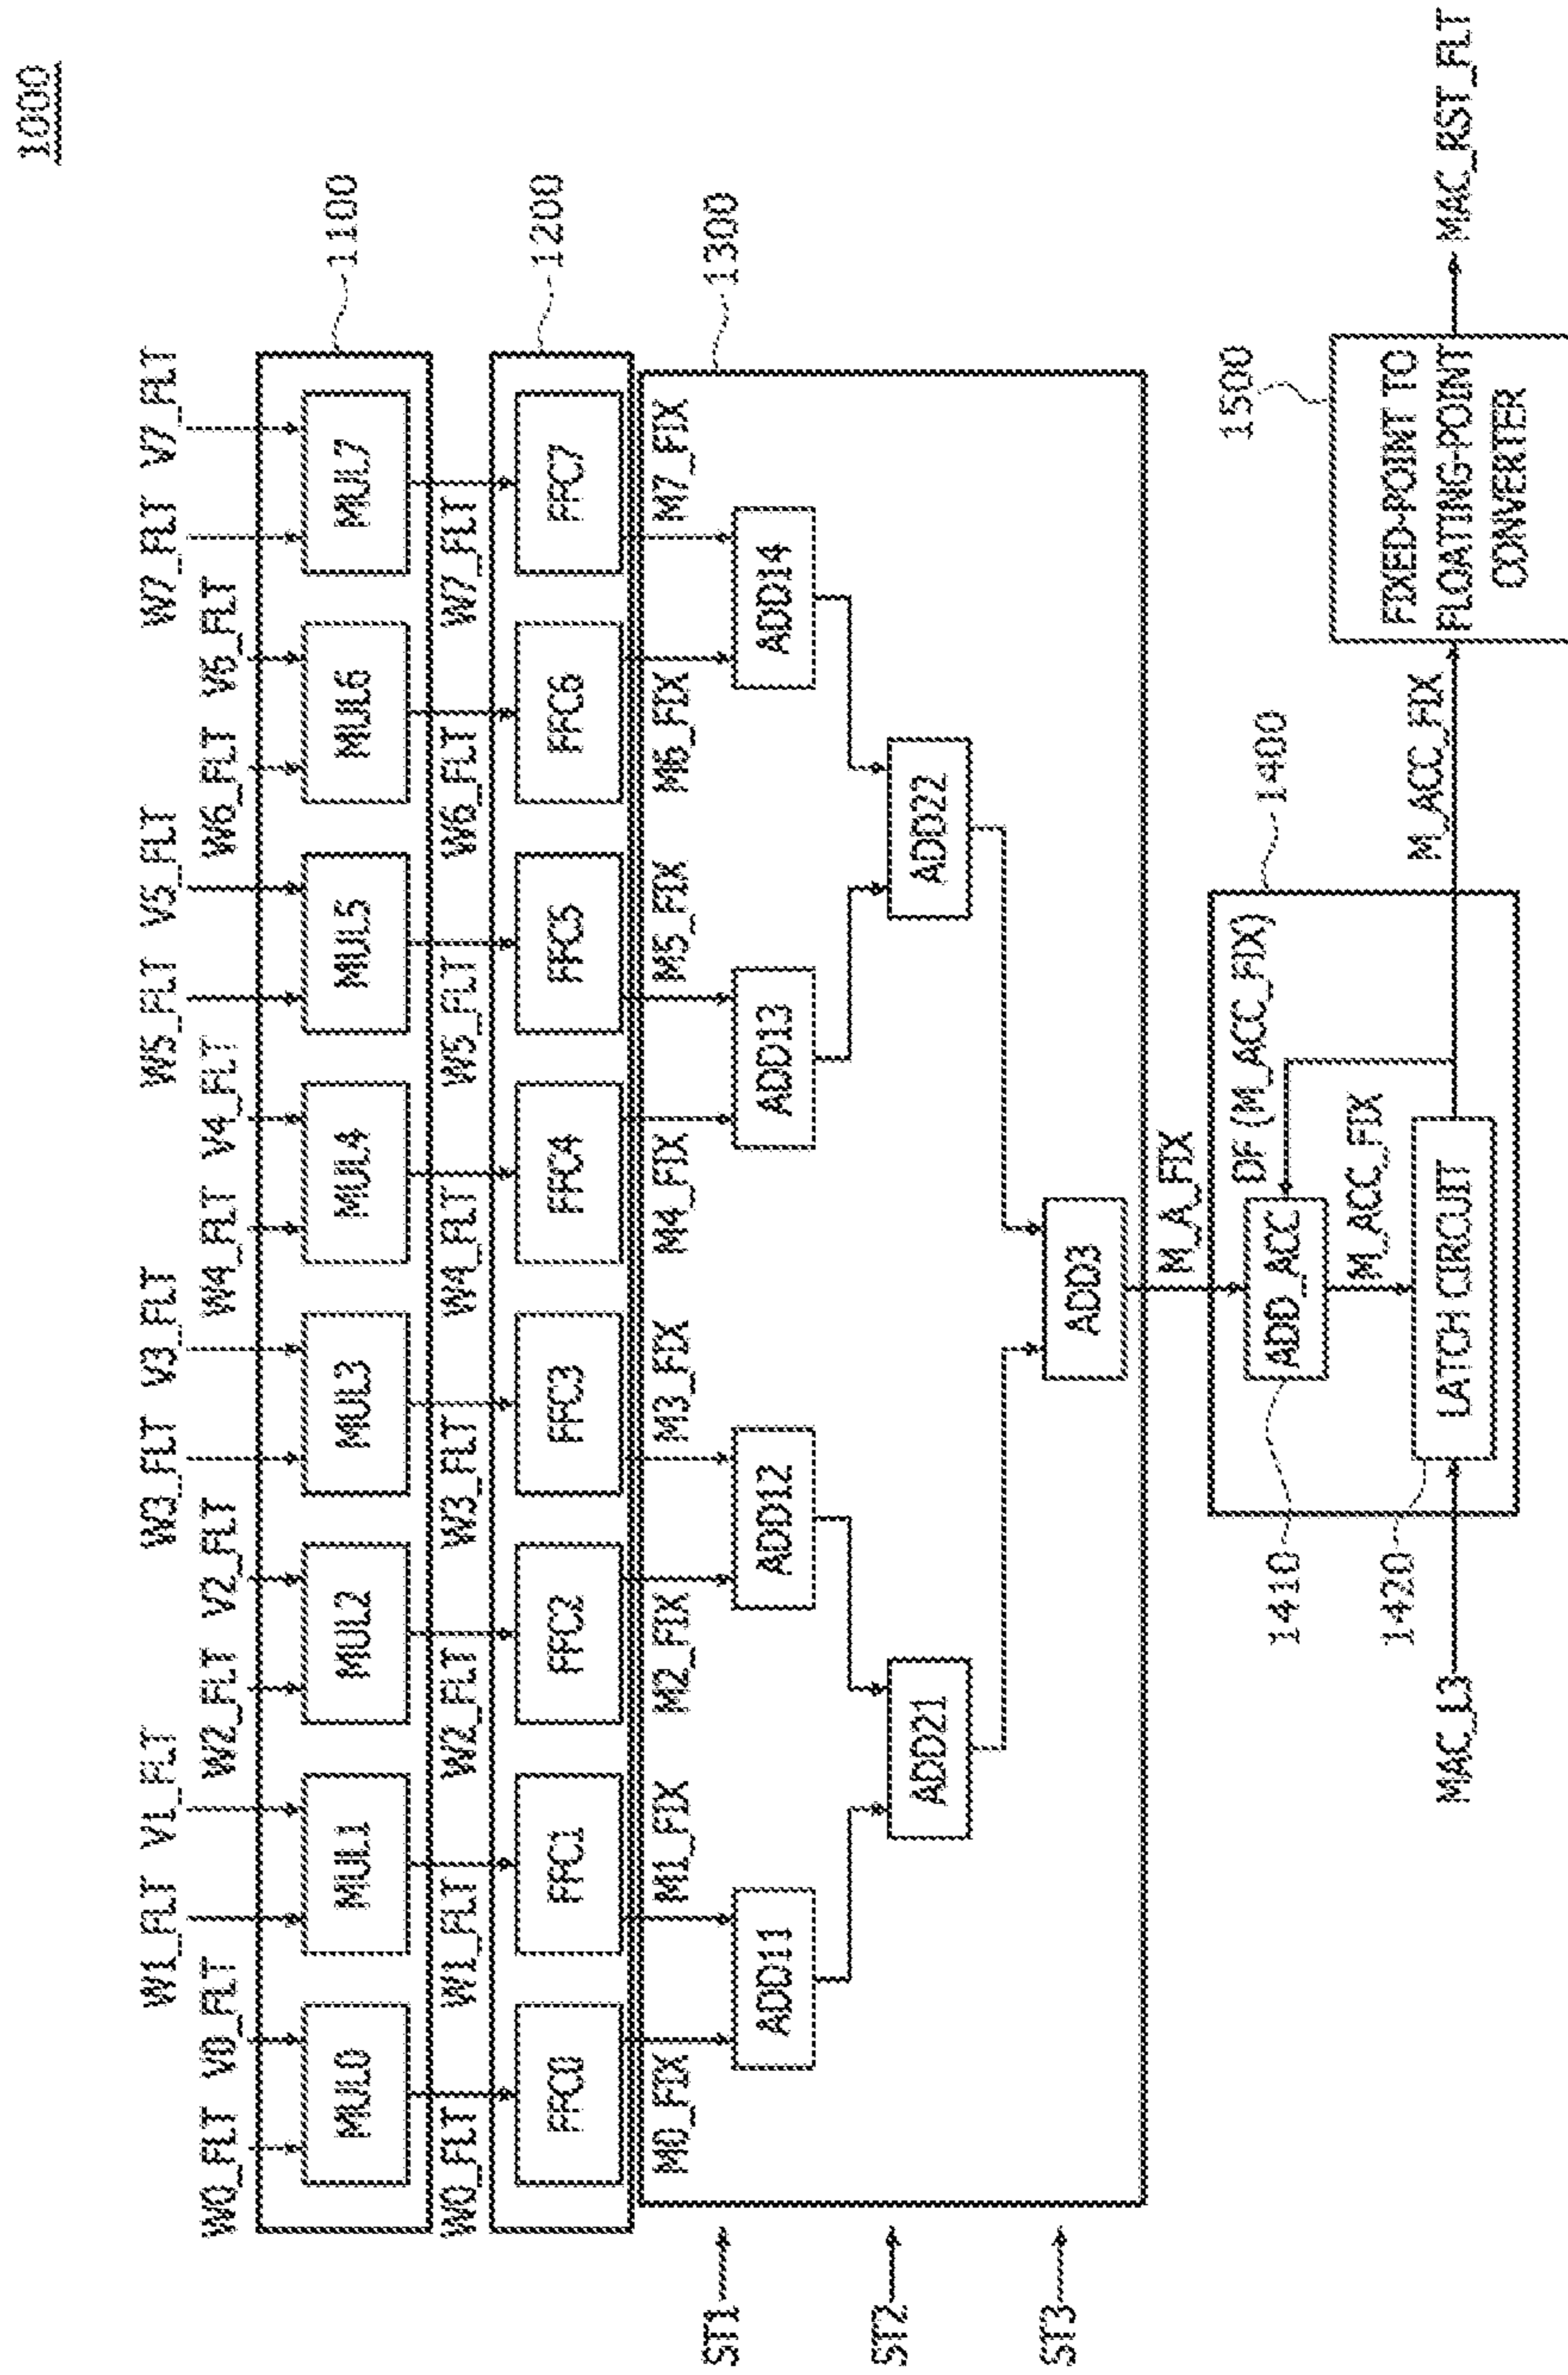 1000
W1_FLT V1_FLT W3_FLT V3_FLT W5_FLT V5_FLT W7_FLT V7_FLT
W0_FLT V0_FLT W2_FLT V2_FLT W4_FLT V4_FLT W6_FLT V6_FLT
MUL0 MUL1 MUL2 MUL3 MUL4 MUL5 MUL6 MUL7 1100
W0_FLT W1_FLT W2_FLT W3_FLT W4_FLT W5_FLT W6_FLT W7_FLT
FFC0 FFC1 FFC2 FFC3 FFC4 FFC5 FFC6 FFC7 1200
M0_FIX M1_FIX M2_FIX M3_FIX M4_FIX M5_FIX M6_FIX M7_FIX
ST1 ADD11 ADD12 ADD13 ADD14 1300
ST2 ADD21 ADD22
ST3 ADD3
M_A_FIX
DF (M_ACC_FIX) 1400
1410 ADD_ACC
M_ACC_FIX
1420
MAC_L3 LATCH CIRCUIT M_ACC_FIX
1500
FIXED-POINT TO
FLOATING-POINT
CONVERTER
MAC_RST_FLT